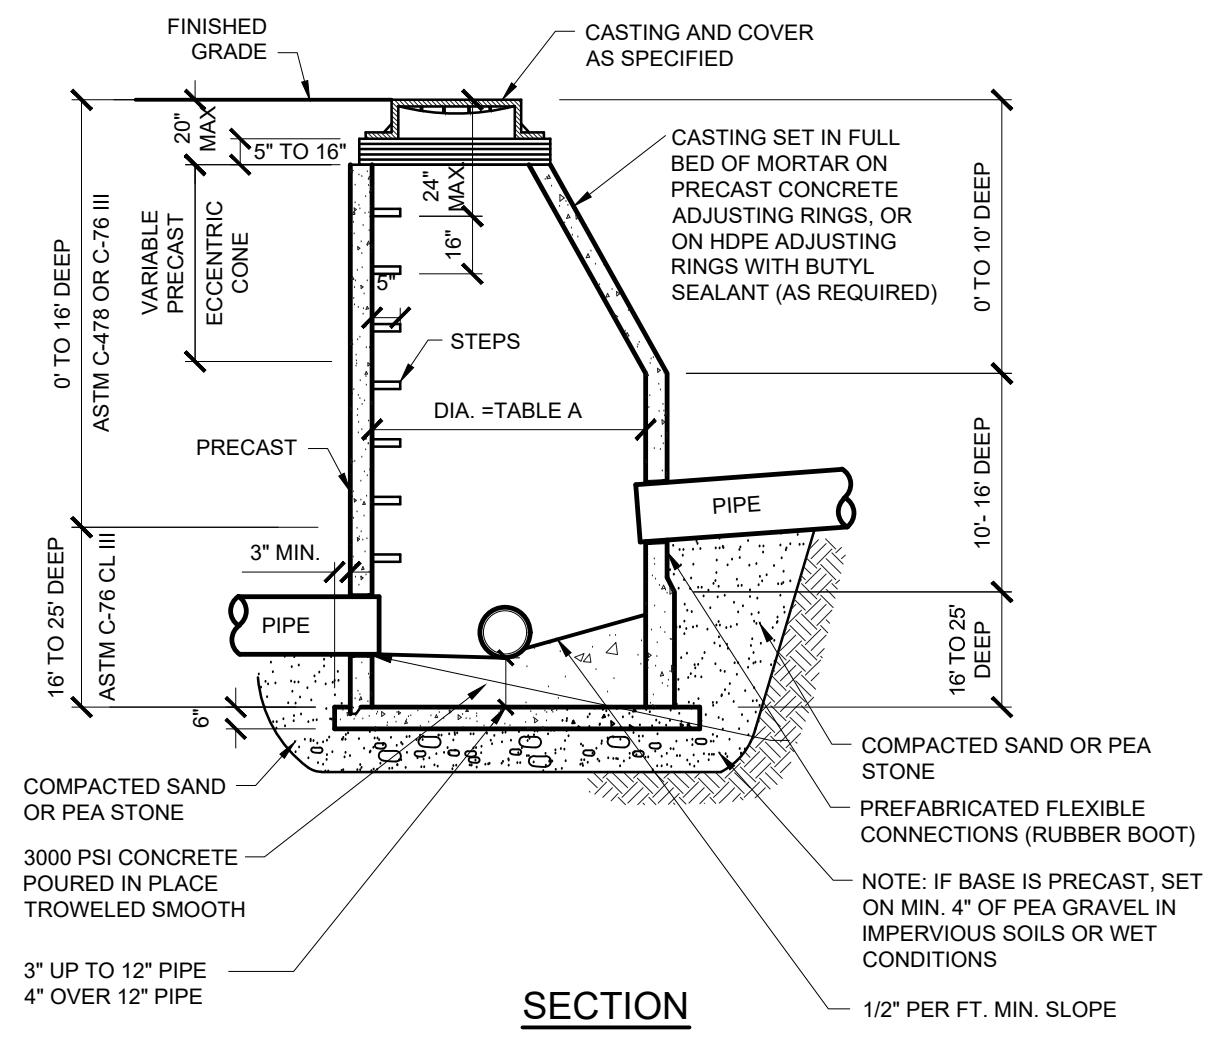 FINISHED
GRADE
CASTING AND COVER
AS SPECIFIED
20"
MAX
5" TO 16"
24"
MAX
16"
5"
VARIABLE
PRECAST
ECCENTRIC
CONE
0' TO 16' DEEP
ASTM C-478 OR C-76 III
CASTING SET IN FULL
BED OF MORTAR ON
PRECAST CONCRETE
ADJUSTING RINGS, OR
ON HDPE ADJUSTING
RINGS WITH BUTYL
SEALANT (AS REQUIRED)
0' TO 10' DEEP
STEPS
DIA. =TABLE A
PRECAST
PIPE
10'- 16' DEEP
3" MIN.
16' TO 25' DEEP
ASTM C-76 CL III
PIPE
16' TO 25'
DEEP
6"
COMPACTED SAND
OR PEA STONE
3000 PSI CONCRETE
POURED IN PLACE
TROWELED SMOOTH
3" UP TO 12" PIPE
4" OVER 12" PIPE
COMPACTED SAND OR PEA
STONE
PREFABRICATED FLEXIBLE
CONNECTIONS (RUBBER BOOT)
NOTE: IF BASE IS PRECAST, SET
ON MIN. 4" OF PEA GRAVEL IN
IMPERVIOUS SOILS OR WET
CONDITIONS
1/2" PER FT. MIN. SLOPE
SECTION